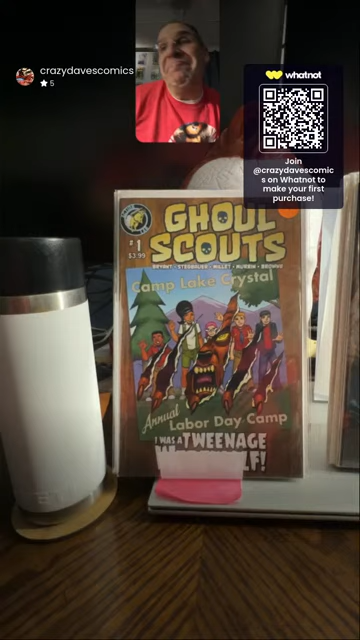 crazydavescomics
★ 5
whatnot
Join
@crazydavescomic
s on Whatnot to
make your first
purchase!
#1
$3.99
GHOUL
SCOUTS
Camp Lake Crystal
Annual
Labor Day Camp
I WAS A TWEENAGE